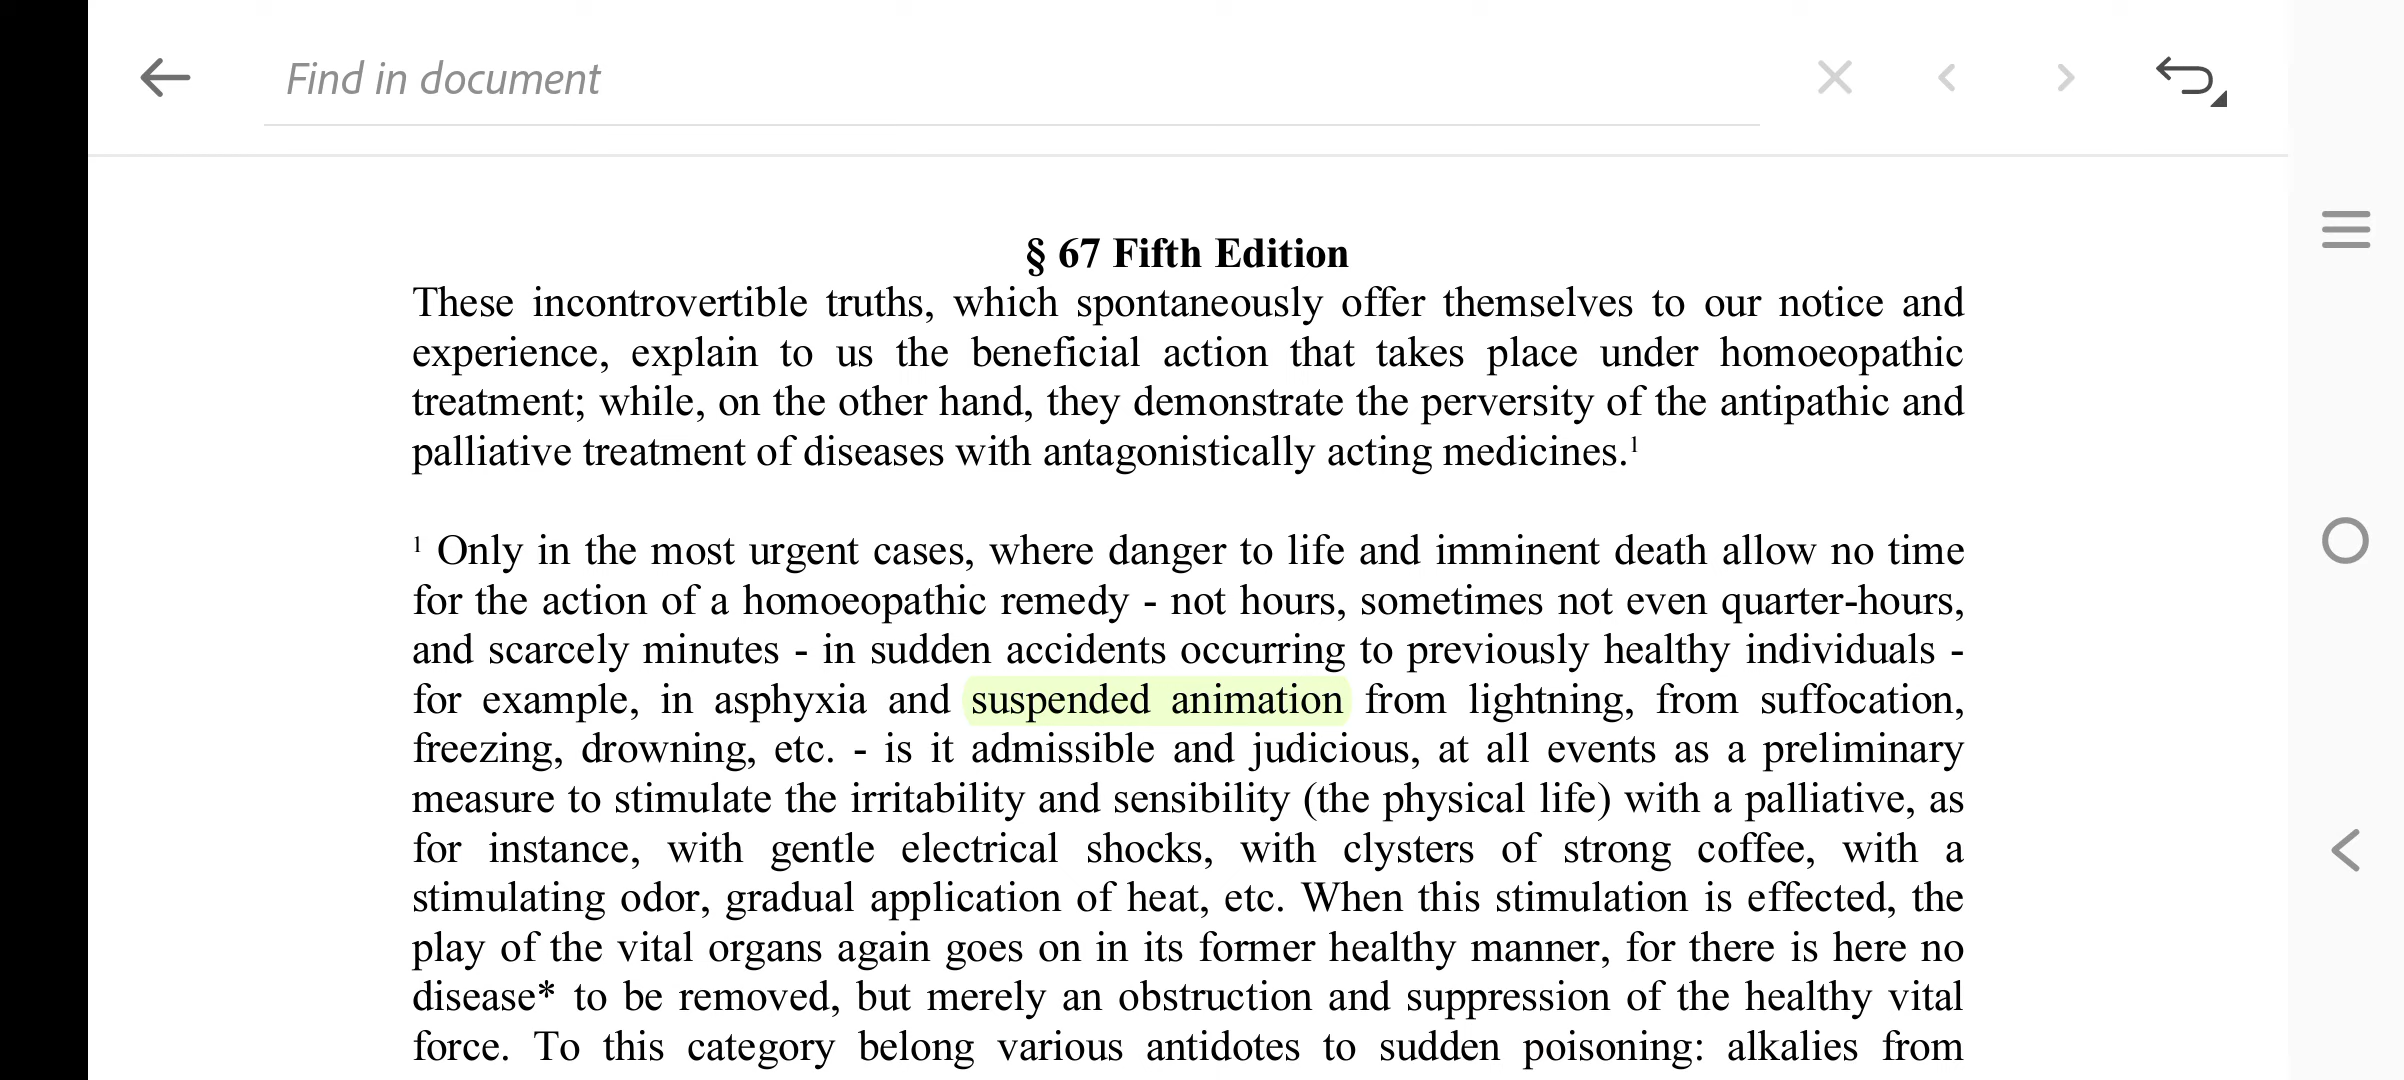 Find in document
§ 67 Fifth Edition
These incontrovertible truths, which spontaneously offer themselves to our notice and
experience, explain to us the beneficial action that takes place under homoeopathic
treatment; while, on the other hand, they demonstrate the perversity of the antipathic and
palliative treatment of diseases with antagonistically acting medicines.¹
¹ Only in the most urgent cases, where danger to life and imminent death allow no time
for the action of a homoeopathic remedy - not hours, sometimes not even quarter-hours,
and scarcely minutes - in sudden accidents occurring to previously healthy individuals -
for example, in asphyxia and suspended animation from lightning, from suffocation,
freezing, drowning, etc. - is it admissible and judicious, at all events as a preliminary
measure to stimulate the irritability and sensibility (the physical life) with a palliative, as
for instance, with gentle electrical shocks, with clysters of strong coffee, with a
stimulating odor, gradual application of heat, etc. When this stimulation is effected, the
play of the vital organs again goes on in its former healthy manner, for there is here no
disease* to be removed, but merely an obstruction and suppression of the healthy vital
force. To this category belong various antidotes to sudden poisoning: alkalies from